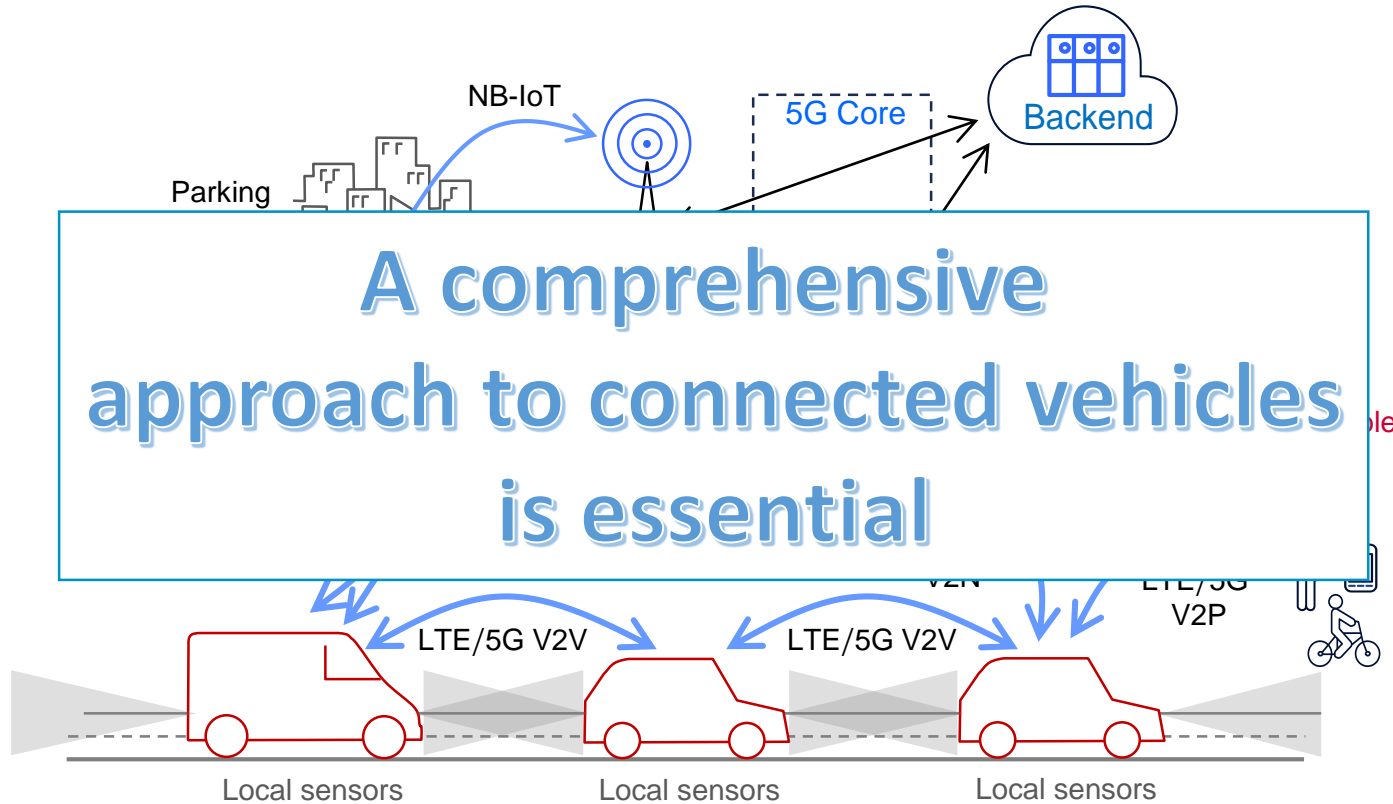 NB-IoT
5G Core
Backend
Parking
A comprehensive
approach to connected vehicles
is essential
V2N
LTE/5G
V2P
LTE/5G V2V
LTE/5G V2V
Local sensors
Local sensors
Local sensors